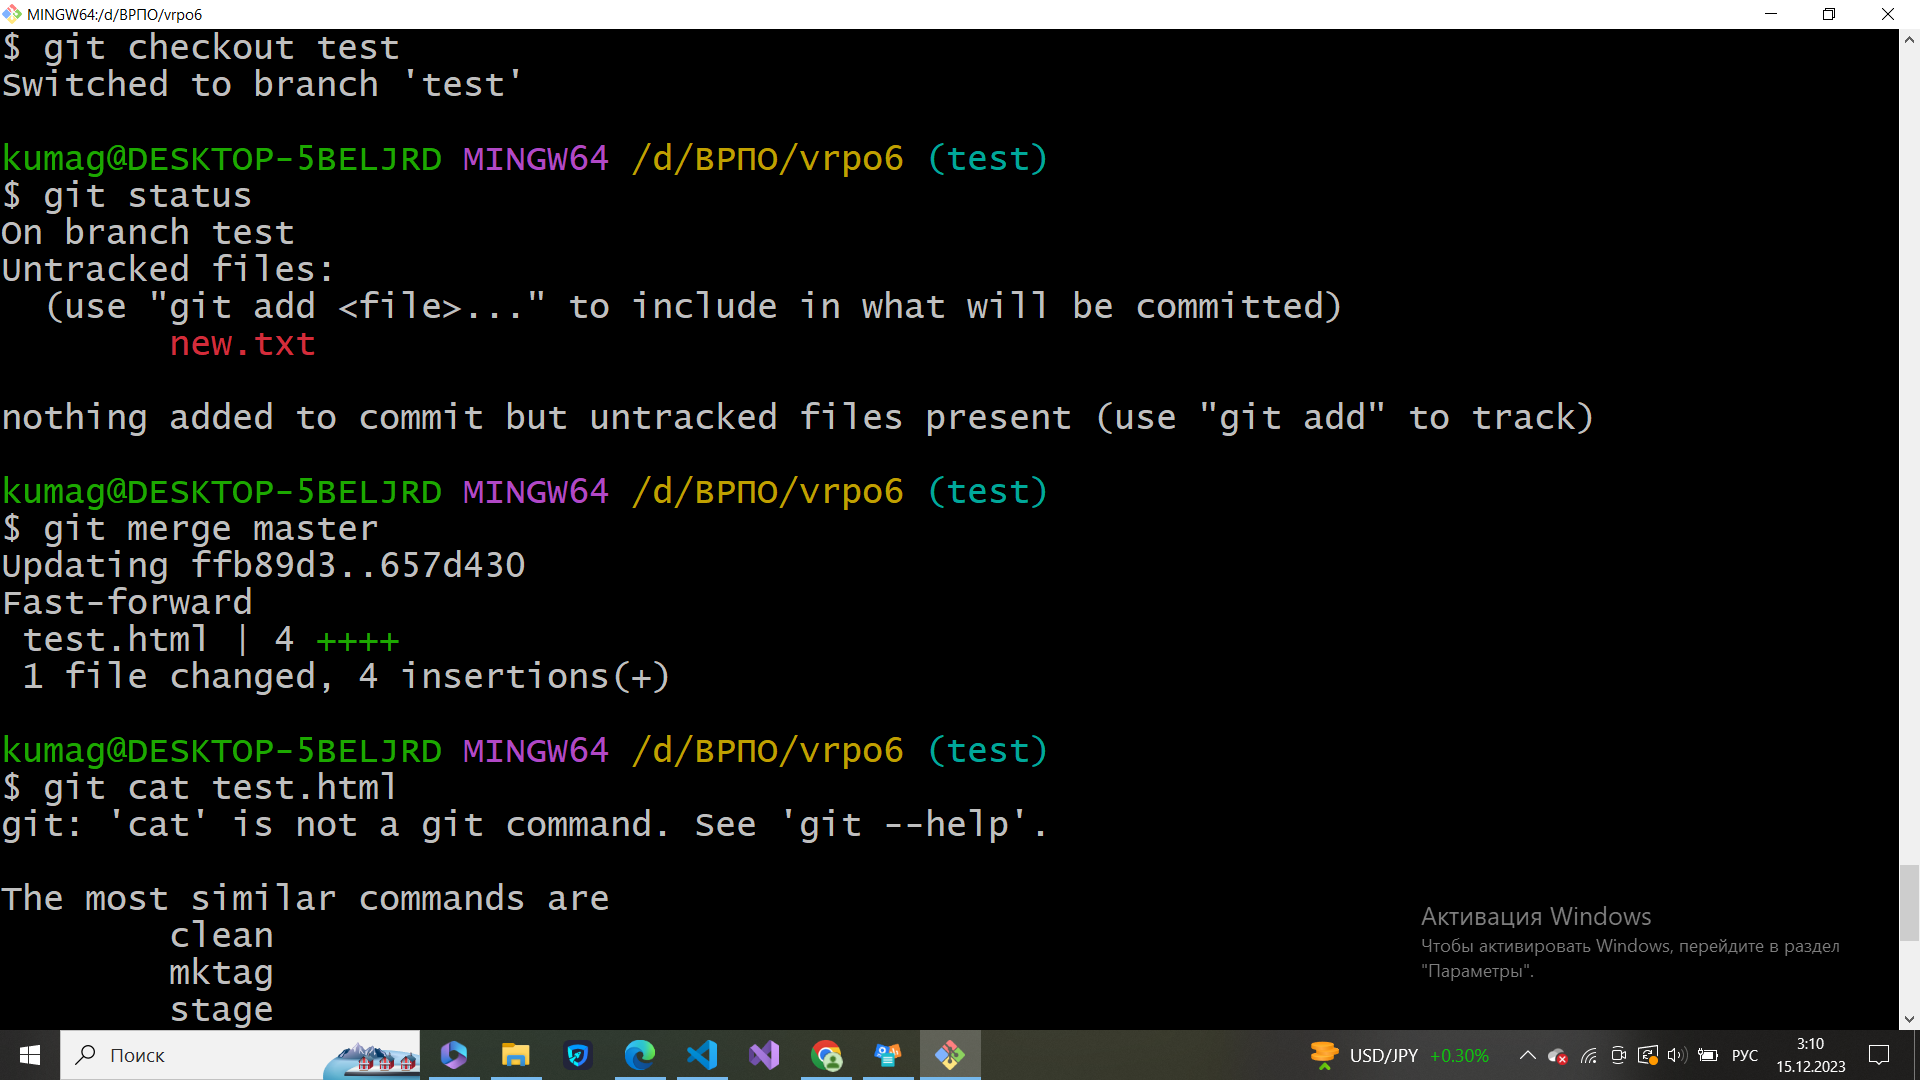 MINGW64:/d/ВРПО/vrpo6
$ git checkout test
Switched to branch 'test'
kumag@DESKTOP-5BELJRD MINGW64 /d/ВРПО/vrpo6 (test)
$ git status
On branch test
Untracked files:
  (use "git add <file>..." to include in what will be committed)
        new.txt
nothing added to commit but untracked files present (use "git add" to track)
kumag@DESKTOP-5BELJRD MINGW64 /d/ВРПО/vrpo6 (test)
$ git merge master
Updating ffb89d3..657d430
Fast-forward
 test.html | 4 ++++
 1 file changed, 4 insertions(+)
kumag@DESKTOP-5BELJRD MINGW64 /d/ВРПО/vrpo6 (test)
$ git cat test.html
git: 'cat' is not a git command. See 'git --help'.
The most similar commands are
        clean
        mktag
        stage
Активация Windows
Чтобы активировать Windows, перейдите в раздел
"Параметры".
Поиск
USD/JPY +0.30%
РУС
3:10
15.12.2023